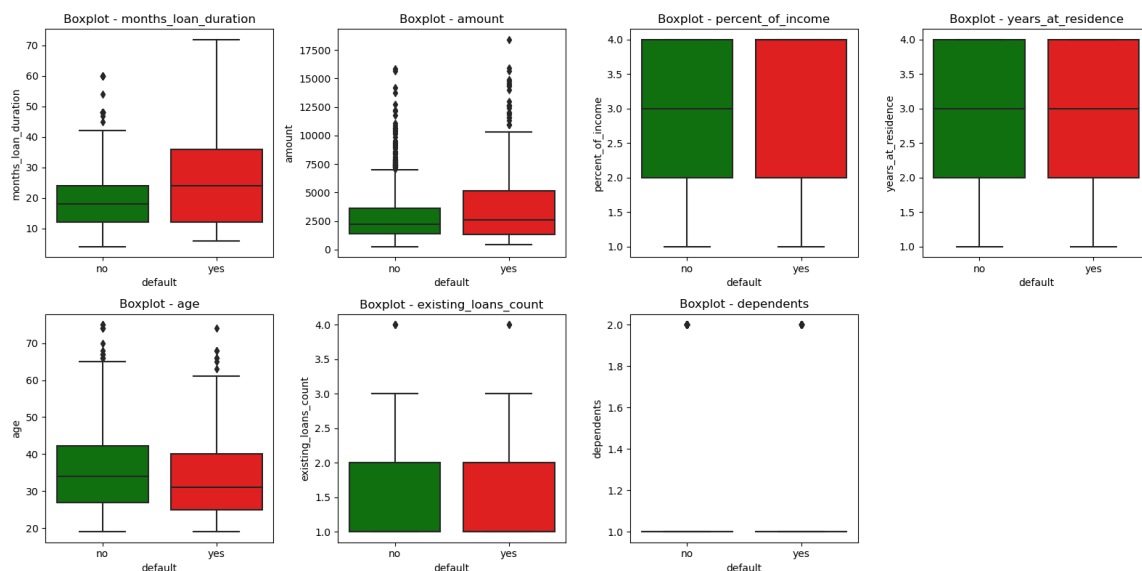 Boxplot - months_loan_duration
months_loan_duration
70
60
50
40
30
20
10
no
yes
default
Boxplot - amount
amount
17500
15000
12500
10000
7500
5000
2500
0
no
yes
default
Boxplot - percent_of_income
percent_of_income
4.0
3.5
3.0
2.5
2.0
1.5
1.0
no
yes
default
Boxplot - years_at_residence
years_at_residence
4.0
3.5
3.0
2.5
2.0
1.5
1.0
no
yes
default
Boxplot - age
age
70
60
50
40
30
20
no
yes
default
Boxplot - existing_loans_count
existing_loans_count
4.0
3.5
3.0
2.5
2.0
1.5
1.0
no
yes
default
Boxplot - dependents
dependents
2.0
1.8
1.6
1.4
1.2
1.0
no
yes
default